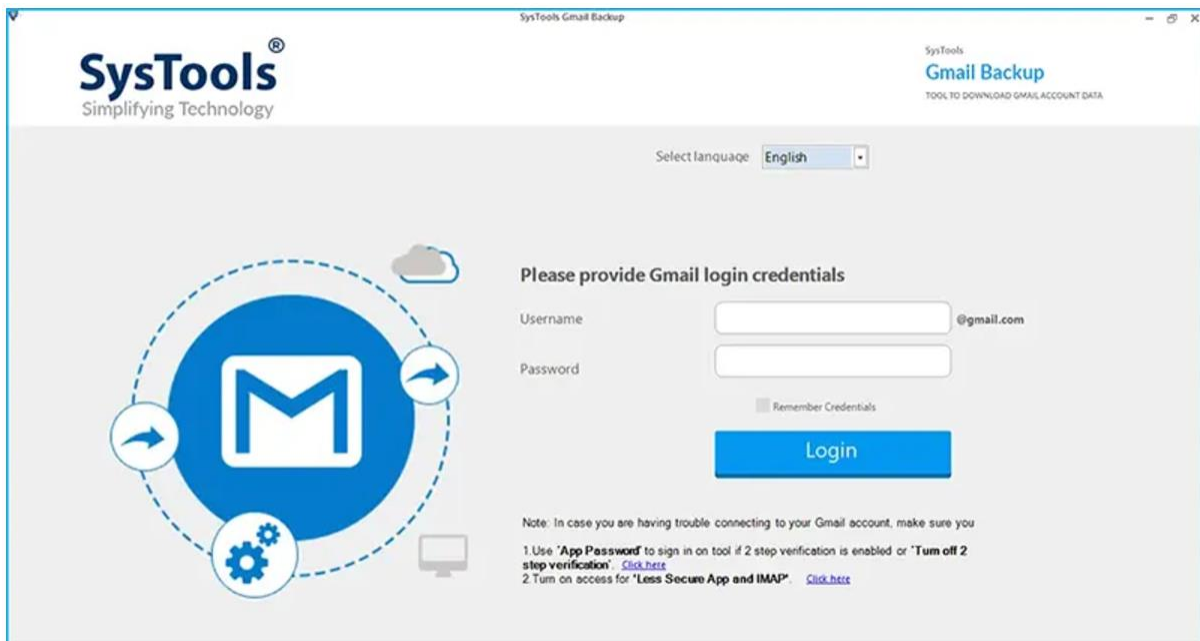 SysTools Gmail Backup
SysTools®
Simplifying Technology
SysTools
Gmail Backup
TOOL TO DOWNLOAD GMAIL ACCOUNT DATA
Select language English
Please provide Gmail login credentials
Username @gmail.com
Password
Remember Credentials
Login
Note: In case you are having trouble connecting to your Gmail account, make sure you
1.Use "App Password" to sign in on tool if 2 step verification is enabled or "Turn off 2
step verification". Click here
2.Turn on access for "Less Secure App and IMAP". Click here